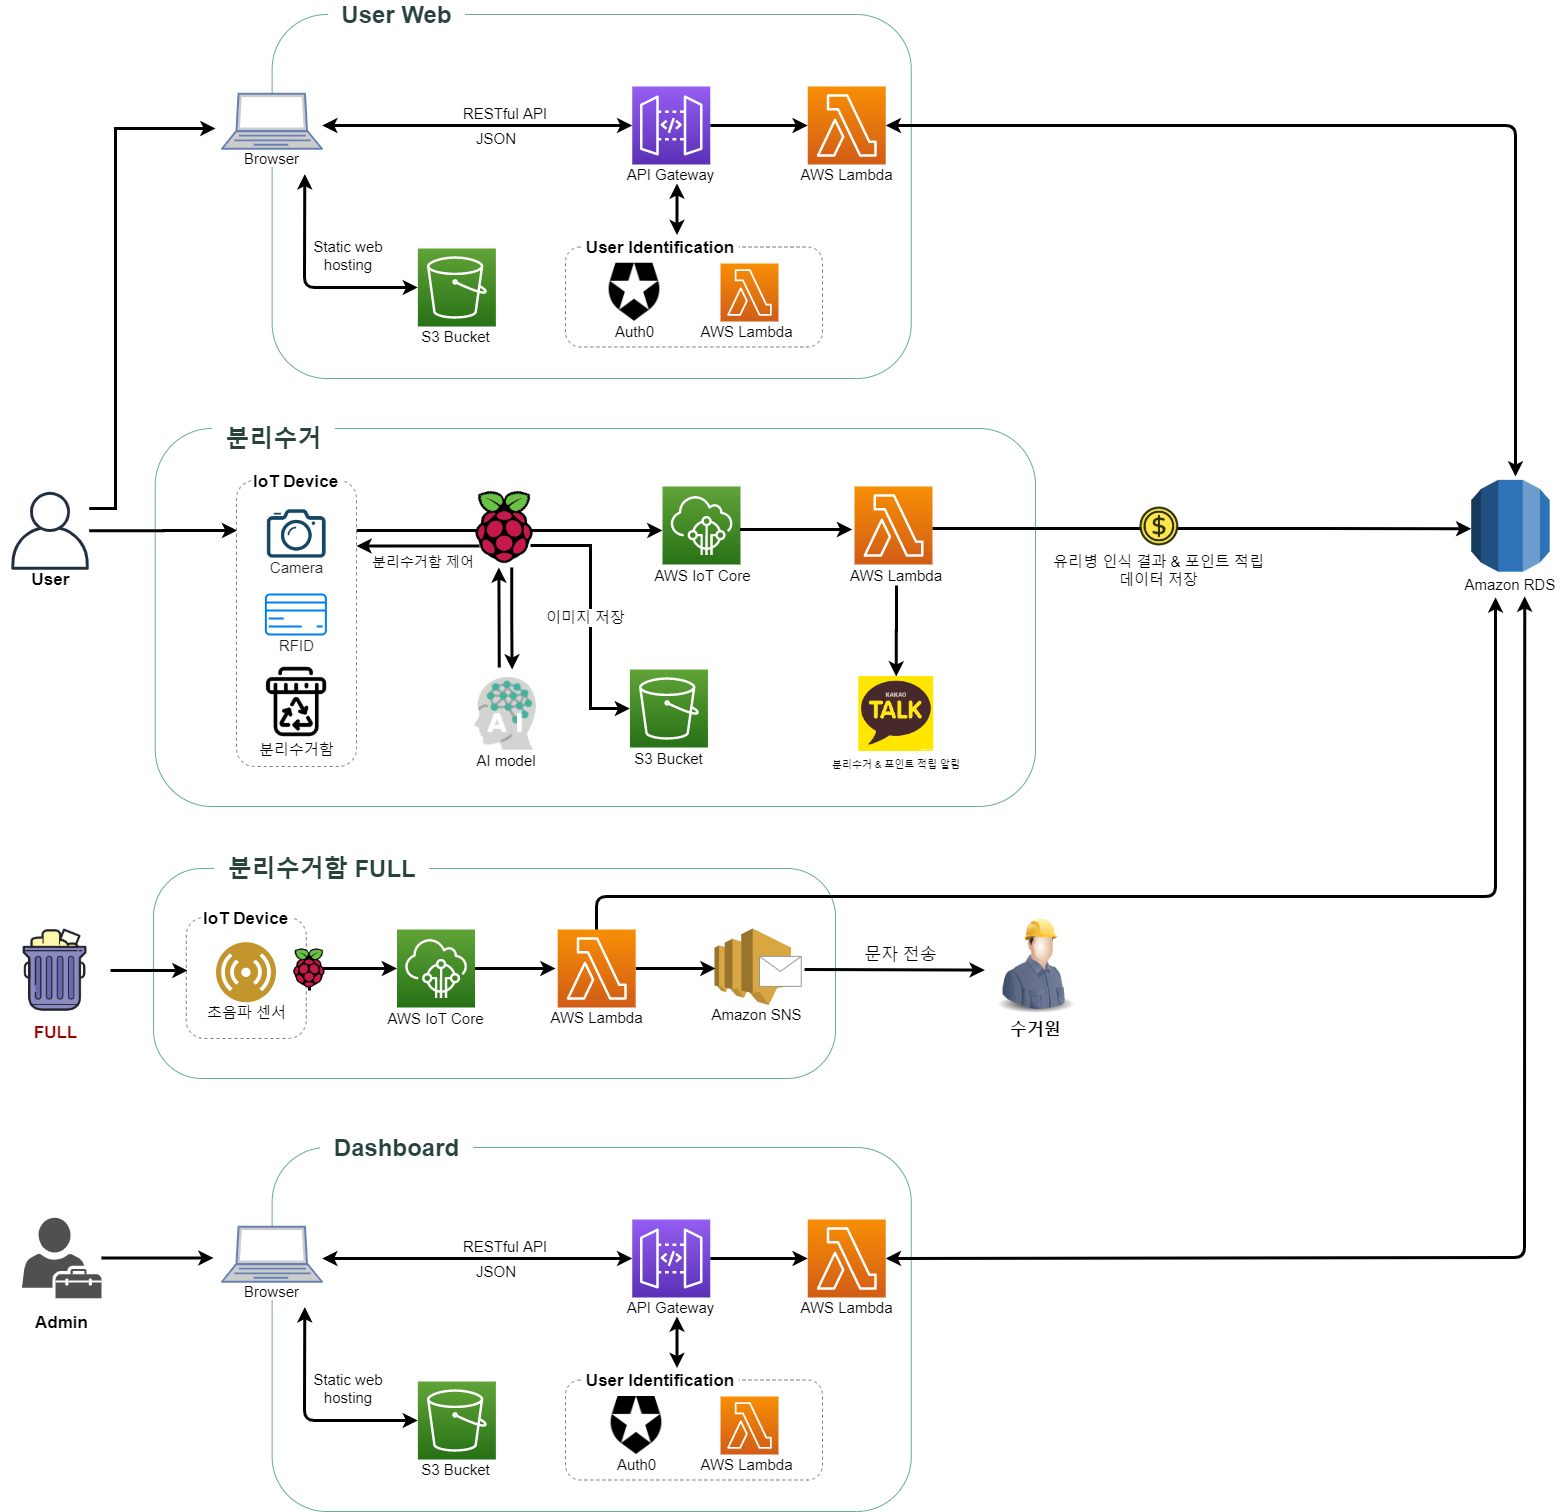 User Web
Browser
RESTful API
JSON
API Gateway
AWS Lambda
Static web
hosting
S3 Bucket
User Identification
Auth0
AWS Lambda
분리수거
IoT Device
Camera
RFID
분리수거함
분리수거함 제어
AI
AI model
이미지 저장
S3 Bucket
AWS IoT Core
AWS Lambda
KAKAO
TALK
분리수거 & 포인트 적립 알림
$
유리병 인식 결과 & 포인트 적립
데이터 저장
Amazon RDS
User
분리수거함 FULL
IoT Device
초음파 센서
AWS IoT Core
AWS Lambda
Amazon SNS
문자 전송
수거원
FULL
Dashboard
Browser
RESTful API
JSON
API Gateway
AWS Lambda
Static web
hosting
S3 Bucket
User Identification
Auth0
AWS Lambda
Admin